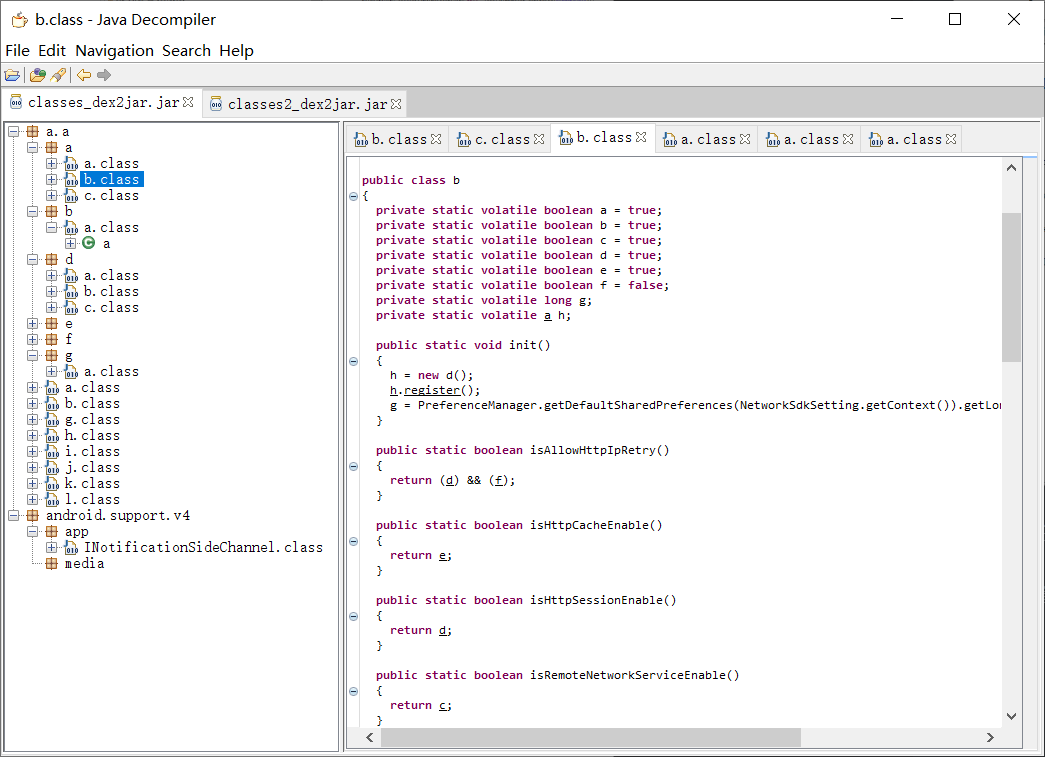 b.class - Java Decompiler
File Edit Navigation Search Help
classes_dex2jar.jar
classes2_dex2jar.jar
a.a
a
a.class
b.class
c.class
b
a.class
a
d
a.class
b.class
c.class
e
f
g
a.class
a.class
b.class
g.class
h.class
i.class
j.class
k.class
l.class
android.support.v4
app
INotificationSideChannel.class
media
b.class
c.class
b.class
a.class
a.class
a.class
public class b
{
private static volatile boolean a = true;
private static volatile boolean b = true;
private static volatile boolean c = true;
private static volatile boolean d = true;
private static volatile boolean e = true;
private static volatile boolean f = false;
private static volatile long g;
private static volatile a h;
public static void init()
{
h = new d();
h.register();
g = PreferenceManager.getDefaultSharedPreferences(NetworkSdkSetting.getContext()).getLo
}
public static boolean isAllowHttpIpRetry()
{
return (d) && (f);
}
public static boolean isHttpCacheEnable()
{
return e;
}
public static boolean isHttpSessionEnable()
{
return d;
}
public static boolean isRemoteNetworkServiceEnable()
{
return c;
}